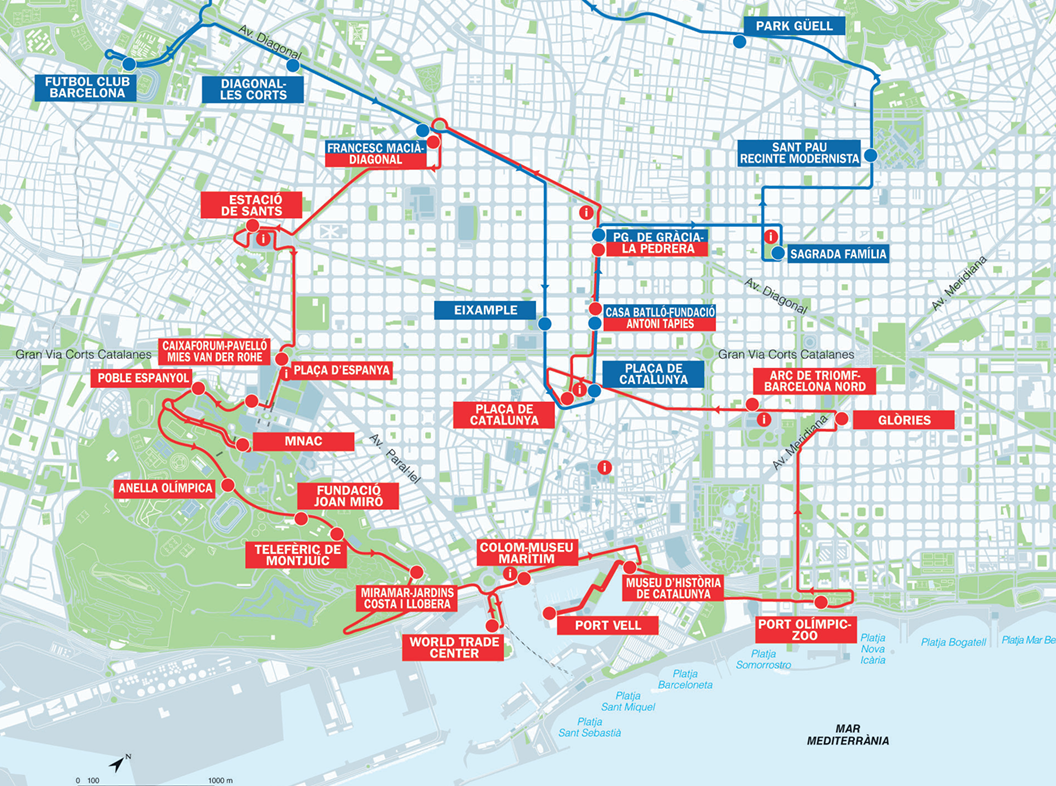 PARK GÜELL
Av. Diagonal
FUTBOL CLUB
BARCELONA
DIAGONAL-
LES CORTS
FRANCESC MACIÀ-
DIAGONAL
SANT PAU
RECINTE MODERNISTA
ESTACIÓ
DE SANTS
i
i
i
PG. DE GRÀCIA-
LA PEDRERA
SAGRADA FAMÍLIA
Av. Diagonal
Av. Meridiana
EIXAMPLE
CASA BATLLÓ-FUNDACIÓ
ANTONI TÀPIES
Gran Via Corts Catalanes
CAIXAFORUM-PAVELLÓ
MIES VAN DER ROHE
Gran Via Corts Catalanes
POBLE ESPANYOL
i
PLAÇA D'ESPANYA
PLAÇA DE
CATALUNYA
ARC DE TRIOMF-
BARCELONA NORD
i
PLAÇA DE
CATALUNYA
i
GLÒRIES
MNAC
Av. Paral·lel
Av. Meridiana
i
ANELLA OLÍMPICA
FUNDACIÓ
JOAN MIRÓ
TELEFÈRIC DE
MONTJUÏC
COLOM-MUSEU
MARÍTIM
i
MIRAMAR-JARDINS
COSTA I LLOBERA
MUSEU D'HISTÒRIA
DE CATALUNYA
WORLD TRADE
CENTER
PORT VELL
PORT OLÍMPIC-
ZOO
Platja
Somorrostro
Platja
Nova
Icària
Platja Bogatell
Platja Mar Be
Platja
Barceloneta
Platja
Sant Miquel
Platja
Sant Sebastià
MAR
MEDITERRÀNIA
N
0 100 1000 m